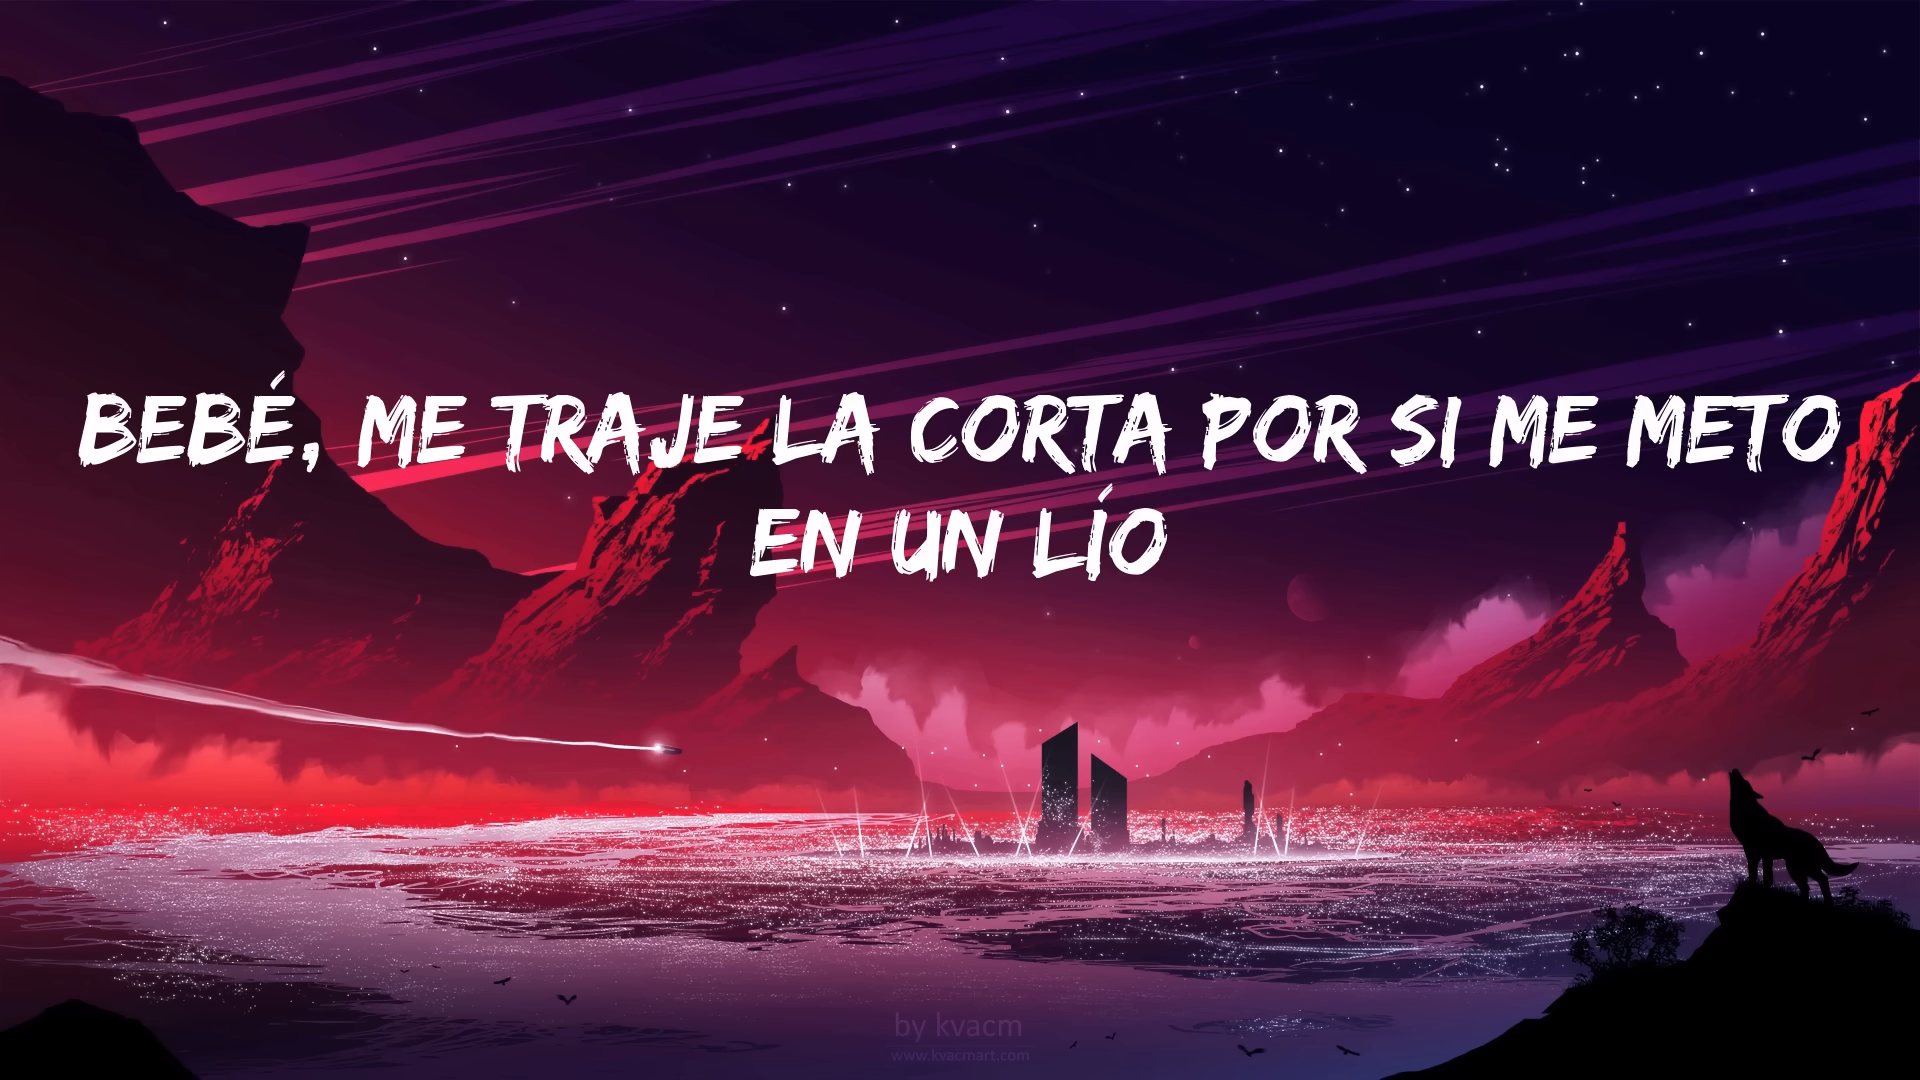 BEBÉ, ME TRAJE LA CORTA POR SI ME METO
EN UN LÍO
by kvacm
www.kvacmart.com